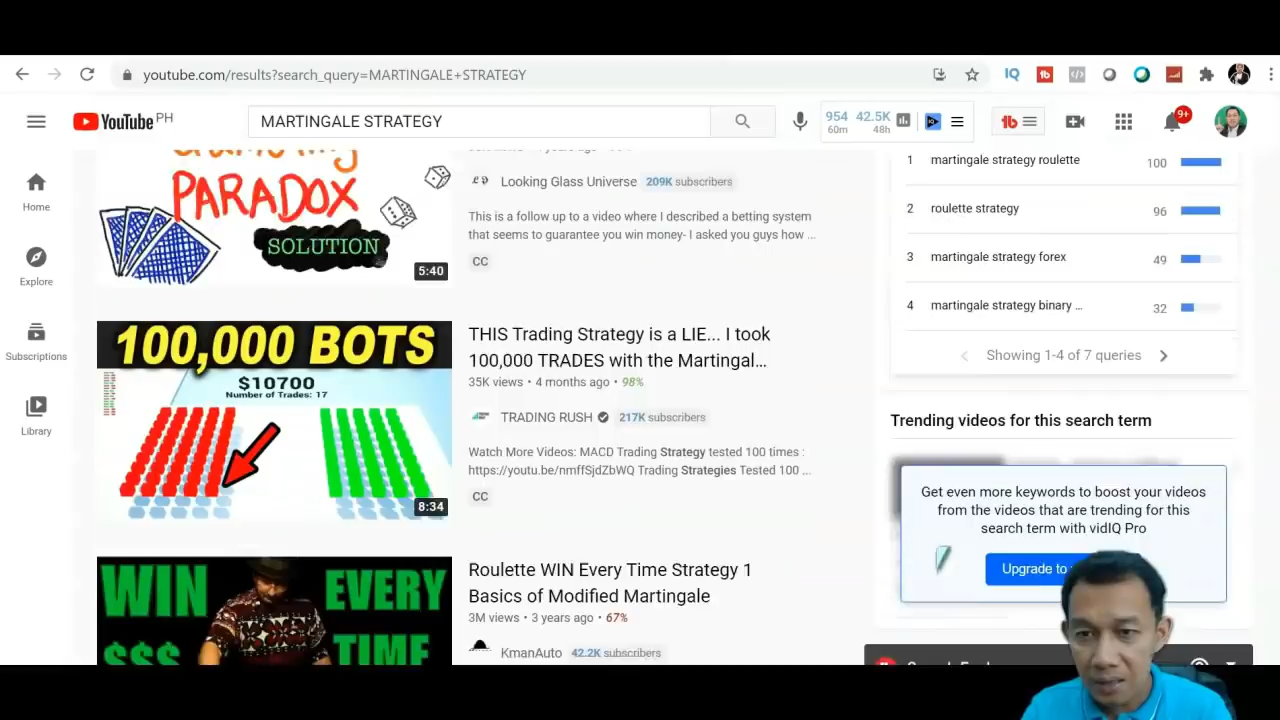 youtube.com/results?search_query=MARTINGALE+STRATEGY
YouTube PH
MARTINGALE STRATEGY
954 42.5K
60m 48h
9+
Home
Explore
Subscriptions
Library
PARADOX
SOLUTION
5:40
Looking Glass Universe 209K subscribers
This is a follow up to a video where I described a betting system
that seems to guarantee you win money- I asked you guys how ...
CC
100,000 BOTS
$10700
Number of Trades: 17
8:34
THIS Trading Strategy is a LIE... I took
100,000 TRADES with the Martingal...
35K views • 4 months ago • 98%
TRADING RUSH 217K subscribers
Watch More Videos: MACD Trading Strategy tested 100 times :
https://youtu.be/nmffSjdZbWQ Trading Strategies Tested 100 ...
CC
WIN EVERY
$$$ TIME
Roulette WIN Every Time Strategy 1
Basics of Modified Martingale
3M views • 3 years ago • 67%
KmanAuto 42.2K subscribers
1 martingale strategy roulette 100
2 roulette strategy 96
3 martingale strategy forex 49
4 martingale strategy binary ... 32
Showing 1-4 of 7 queries
Trending videos for this search term
Get even more keywords to boost your videos
from the videos that are trending for this
search term with vidIQ Pro
Upgrade to